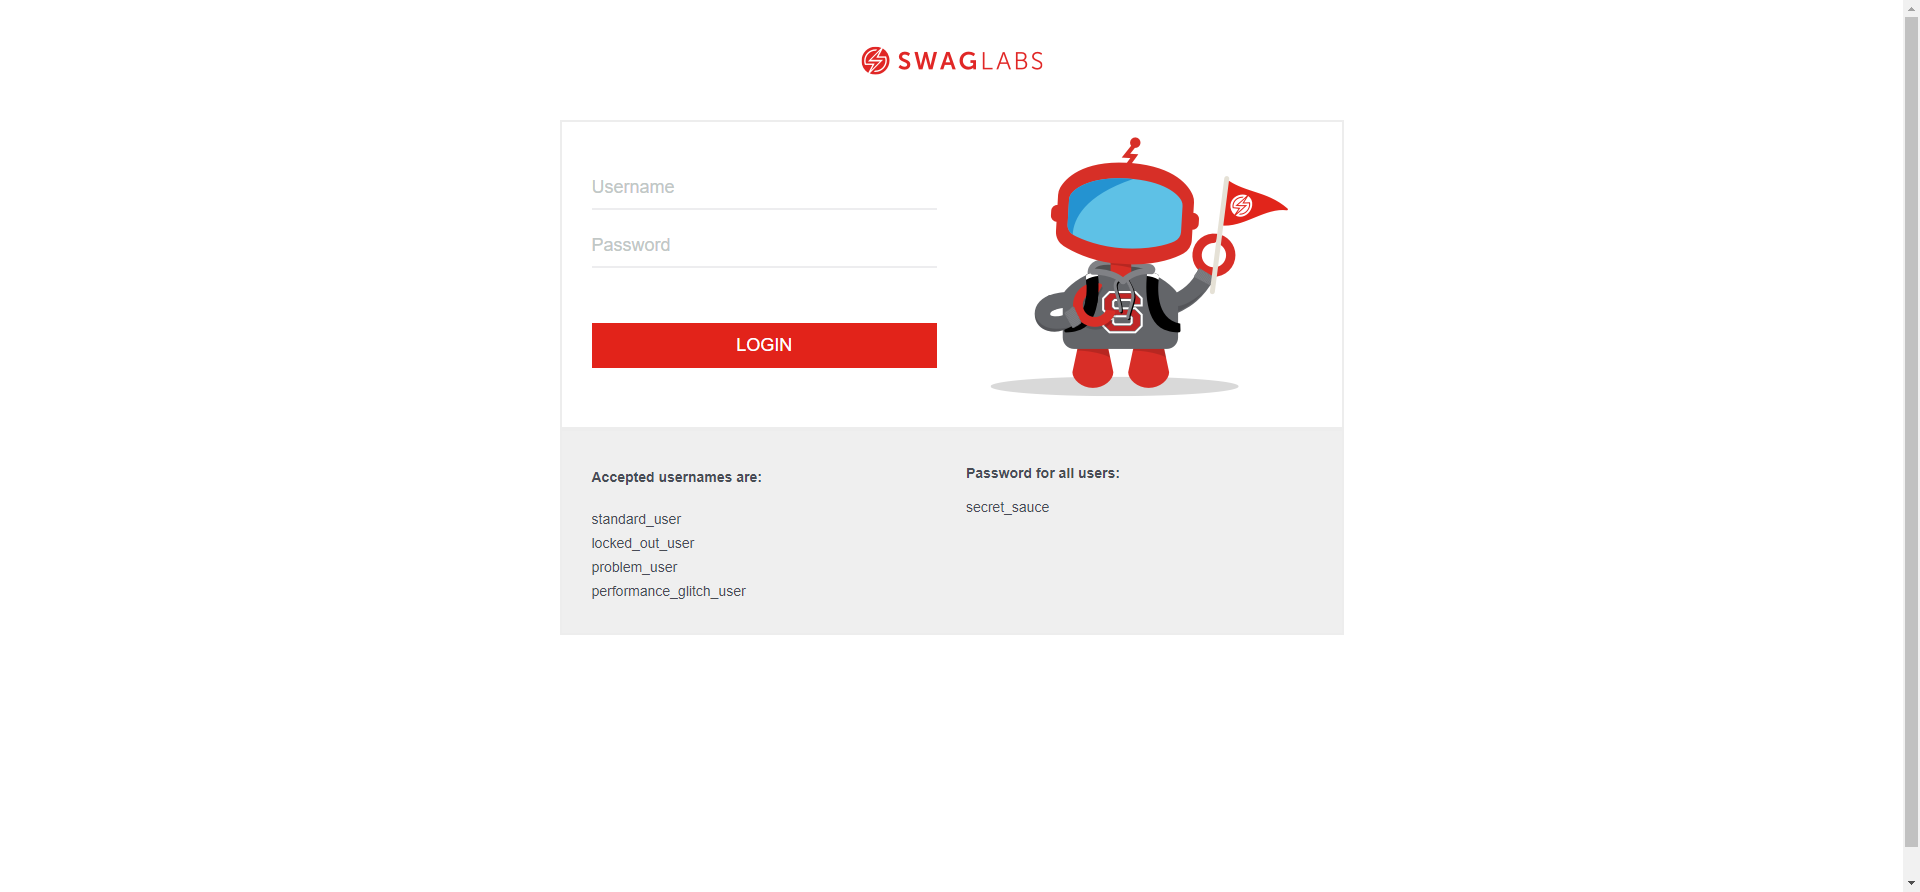 SWAGLABS
Username
Password
LOGIN
S
Accepted usernames are:
standard_user
locked_out_user
problem_user
performance_glitch_user
Password for all users:
secret_sauce